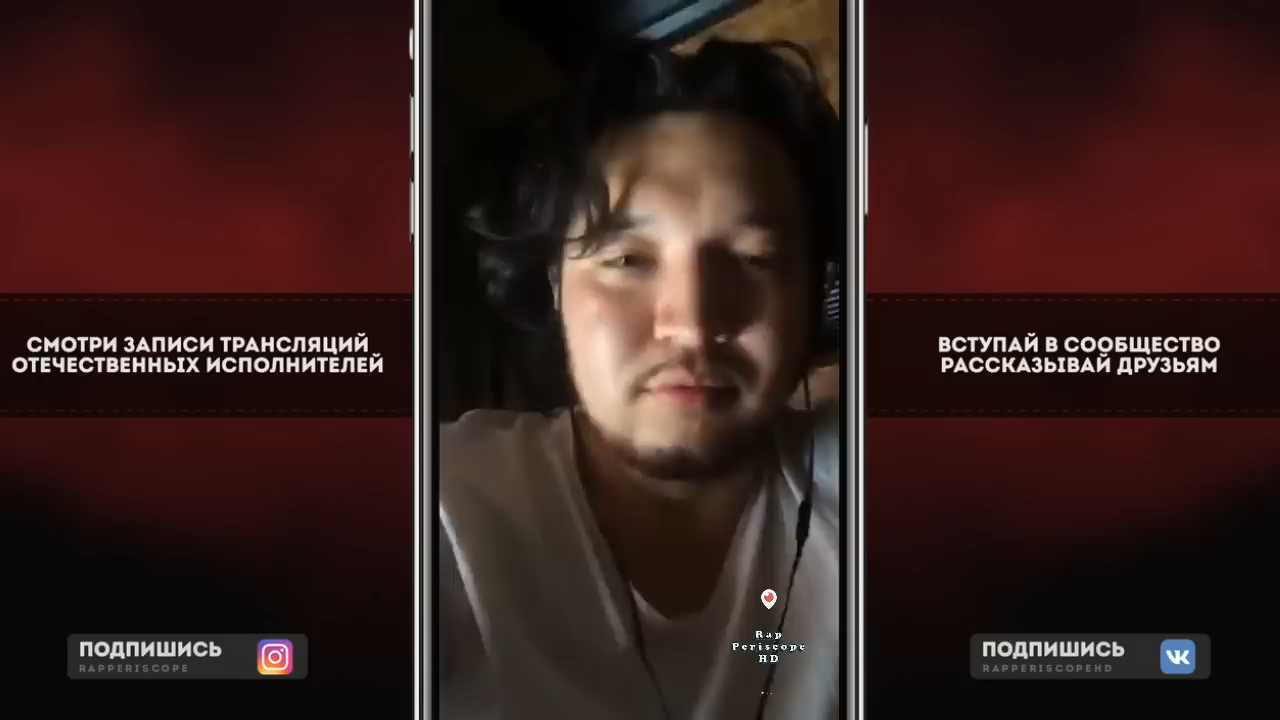 СМОТРИ ЗАПИСИ ТРАНСЛЯЦИЙ
ОТЕЧЕСТВЕННЫХ ИСПОЛНИТЕЛЕЙ
ВСТУПАЙ В СООБЩЕСТВО
РАССКАЗЫВАЙ ДРУЗЬЯМ
Rap
Periscope
HD
...
ПОДПИШИСЬ
RAPPERISCOPE
ПОДПИШИСЬ
RAPPERISCOPEHD